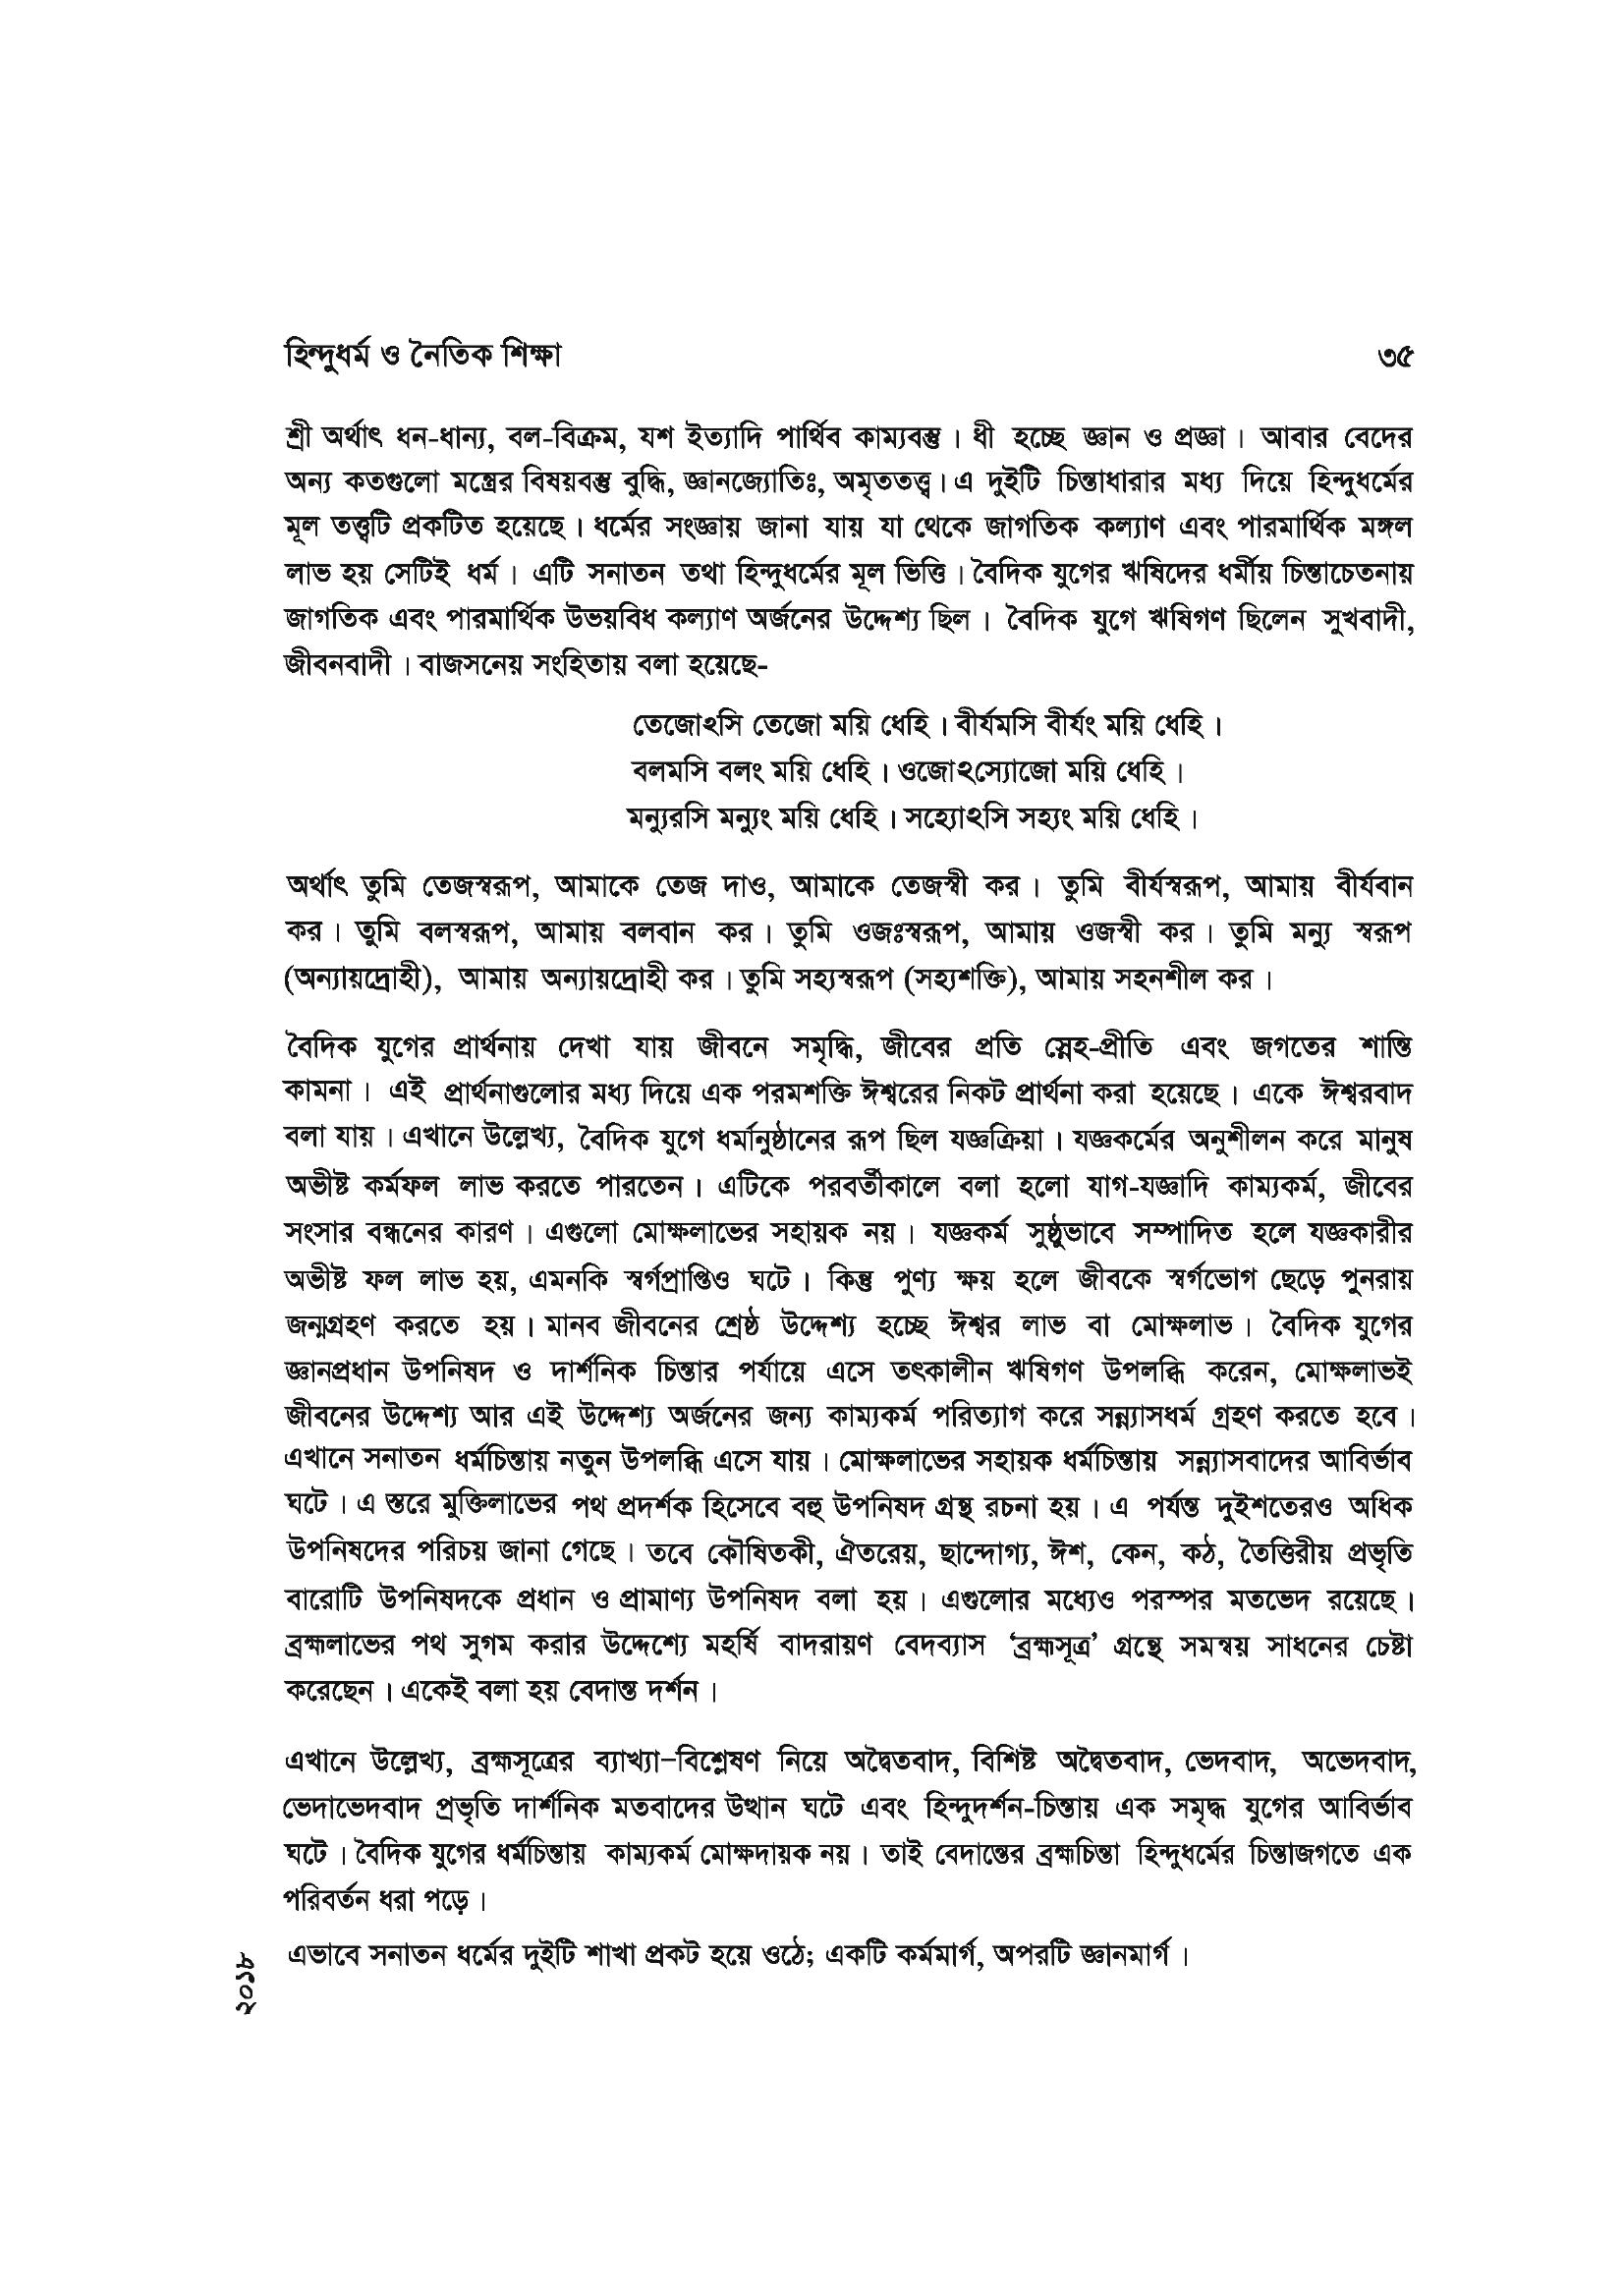 হিন্দুধর্ম ও নৈতিক শিক্ষা ৩৫
শ্রী অর্থাৎ ধন-ধান্য, বল-বিক্রম, যশ ইত্যাদি পার্থিব কাম্যবস্তু। ধী হচ্ছে জ্ঞান ও প্রজ্ঞা। আবার বেদের
অন্য কতগুলো মন্ত্রের বিষয়বস্তু বুদ্ধি, জ্ঞানজ্যোতিঃ, অমৃততত্ত্ব। এ দুইটি চিন্তাধারার মধ্য দিয়ে হিন্দুধর্মের
মূল তত্ত্বটি প্রকটিত হয়েছে। ধর্মের সংজ্ঞায় জানা যায় যা থেকে জাগতিক কল্যাণ এবং পারমার্থিক মঙ্গল
লাভ হয় সেটিই ধর্ম। এটি সনাতন তথা হিন্দুধর্মের মূল ভিত্তি। বৈদিক যুগের ঋষিদের ধর্মীয় চিন্তাচেতনায়
জাগতিক এবং পারমার্থিক উভয়বিধ কল্যাণ অর্জনের উদ্দেশ্য ছিল। বৈদিক যুগে ঋষিগণ ছিলেন সুখবাদী,
জীবনবাদী। বাজসনেয় সংহিতায় বলা হয়েছে-
তেজোঽসি তেজো ময়ি ধেহি। বীর্যমসি বীর্যং ময়ি ধেহি।
বলমসি বলং ময়ি ধেহি। ওজোঽস্যোজো ময়ি ধেহি।
মন্যুরসি মন্যুং ময়ি ধেহি। সহ্যোঽসি সহ্যং ময়ি ধেহি।
অর্থাৎ তুমি তেজস্বরূপ, আমাকে তেজ দাও, আমাকে তেজস্বী কর। তুমি বীর্যস্বরূপ, আমায় বীর্যবান
কর। তুমি বলস্বরূপ, আমায় বলবান কর। তুমি ওজঃস্বরূপ, আমায় ওজস্বী কর। তুমি মন্যু স্বরূপ
(অন্যায়দ্রোহী), আমায় অন্যায়দ্রোহী কর। তুমি সহ্যস্বরূপ (সহ্যশক্তি), আমায় সহনশীল কর।
বৈদিক যুগের প্রার্থনায় দেখা যায় জীবনে সমৃদ্ধি, জীবের প্রতি স্নেহ-প্রীতি এবং জগতের শান্তি
কামনা। এই প্রার্থনাগুলোর মধ্য দিয়ে এক পরমশক্তি ঈশ্বরের নিকট প্রার্থনা করা হয়েছে। একে ঈশ্বরবাদ
বলা যায়। এখানে উল্লেখ্য, বৈদিক যুগে ধর্মানুষ্ঠানের রূপ ছিল যজ্ঞক্রিয়া। যজ্ঞকর্মের অনুশীলন করে মানুষ
অভীষ্ট কর্মফল লাভ করতে পারতেন। এটিকে পরবর্তীকালে বলা হলো যাগ-যজ্ঞাদি কাম্যকর্ম, জীবের
সংসার বন্ধনের কারণ। এগুলো মোক্ষলাভের সহায়ক নয়। যজ্ঞকর্ম সুষ্ঠুভাবে সম্পাদিত হলে যজ্ঞকারীর
অভীষ্ট ফল লাভ হয়, এমনকি স্বর্গপ্রাপ্তিও ঘটে। কিন্তু পুণ্য ক্ষয় হলে জীবকে স্বর্গভোগ ছেড়ে পুনরায়
জন্মগ্রহণ করতে হয়। মানব জীবনের শ্রেষ্ঠ উদ্দেশ্য হচ্ছে ঈশ্বর লাভ বা মোক্ষলাভ। বৈদিক যুগের
জ্ঞানপ্রধান উপনিষদ ও দার্শনিক চিন্তার পর্যায়ে এসে তৎকালীন ঋষিগণ উপলব্ধি করেন, মোক্ষলাভই
জীবনের উদ্দেশ্য আর এই উদ্দেশ্য অর্জনের জন্য কাম্যকর্ম পরিত্যাগ করে সন্ন্যাসধর্ম গ্রহণ করতে হবে।
এখানে সনাতন ধর্মচিন্তায় নতুন উপলব্ধি এসে যায়। মোক্ষলাভের সহায়ক ধর্মচিন্তায় সন্ন্যাসবাদের আবির্ভাব
ঘটে। এ স্তরে মুক্তিলাভের পথ প্রদর্শক হিসেবে বহু উপনিষদ গ্রন্থ রচনা হয়। এ পর্যন্ত দুইশতেরও অধিক
উপনিষদের পরিচয় জানা গেছে। তবে কৌষিতকী, ঐতরেয়, ছান্দোগ্য, ঈশ, কেন, কঠ, তৈত্তিরীয় প্রভৃতি
বারোটি উপনিষদকে প্রধান ও প্রামাণ্য উপনিষদ বলা হয়। এগুলোর মধ্যেও পরস্পর মতভেদ রয়েছে।
ব্রহ্মলাভের পথ সুগম করার উদ্দেশ্যে মহর্ষি বাদরায়ণ বেদব্যাস ‘ব্রহ্মসূত্র’ গ্রন্থে সমন্বয় সাধনের চেষ্টা
করেছেন। একেই বলা হয় বেদান্ত দর্শন।
এখানে উল্লেখ্য, ব্রহ্মসূত্রের ব্যাখ্যা–বিশ্লেষণ নিয়ে অদ্বৈতবাদ, বিশিষ্ট অদ্বৈতবাদ, ভেদবাদ, অভেদবাদ,
ভেদাভেদবাদ প্রভৃতি দার্শনিক মতবাদের উত্থান ঘটে এবং হিন্দুদর্শন-চিন্তায় এক সমৃদ্ধ যুগের আবির্ভাব
ঘটে। বৈদিক যুগের ধর্মচিন্তায় কাম্যকর্ম মোক্ষদায়ক নয়। তাই বেদান্তের ব্রহ্মচিন্তা হিন্দুধর্মের চিন্তাজগতে এক
পরিবর্তন ধরা পড়ে।
এভাবে সনাতন ধর্মের দুইটি শাখা প্রকট হয়ে ওঠে; একটি কর্মমার্গ, অপরটি জ্ঞানমার্গ।
২০১৮